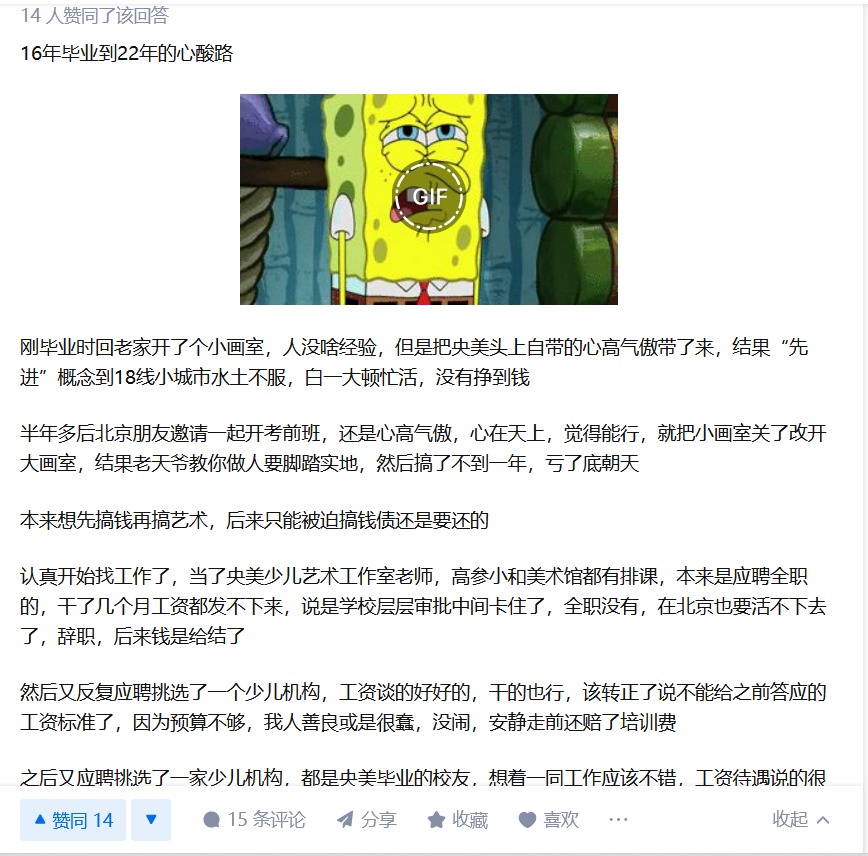 14 人赞同了该回答
16年毕业到22年的心酸路
GIF
刚毕业时回老家开了个小画室，人没啥经验，但是把央美头上自带的心高气傲带了来，结果“先
进”概念到18线小城市水土不服，白一大顿忙活，没有挣到钱
半年多后北京朋友邀请一起开考前班，还是心高气傲，心在天上，觉得能行，就把小画室关了改开
大画室，结果老天爷教你做人要脚踏实地，然后搞了不到一年，亏了底朝天
本来想先搞钱再搞艺术，后来只能被迫搞钱债还是要还的
认真开始找工作了，当了央美少儿艺术工作室老师，高参小和美术馆都有排课，本来是应聘全职
的，干了几个月工资都发不下来，说是学校层层审批中间卡住了，全职没有，在北京也要活不下去
了，辞职，后来钱是给结了
然后又反复应聘挑选了一个少儿机构，工资谈的好好的，干的也行，该转正了说不能给之前答应的
工资标准了，因为预算不够，我人善良或是很蠢，没闹，安静走前还赔了培训费
之后又应聘挑选了一家少儿机构，都是央美毕业的校友，想着一同工作应该不错，工资待遇说的很
赞同 14
15 条评论
分享
收藏
喜欢
收起